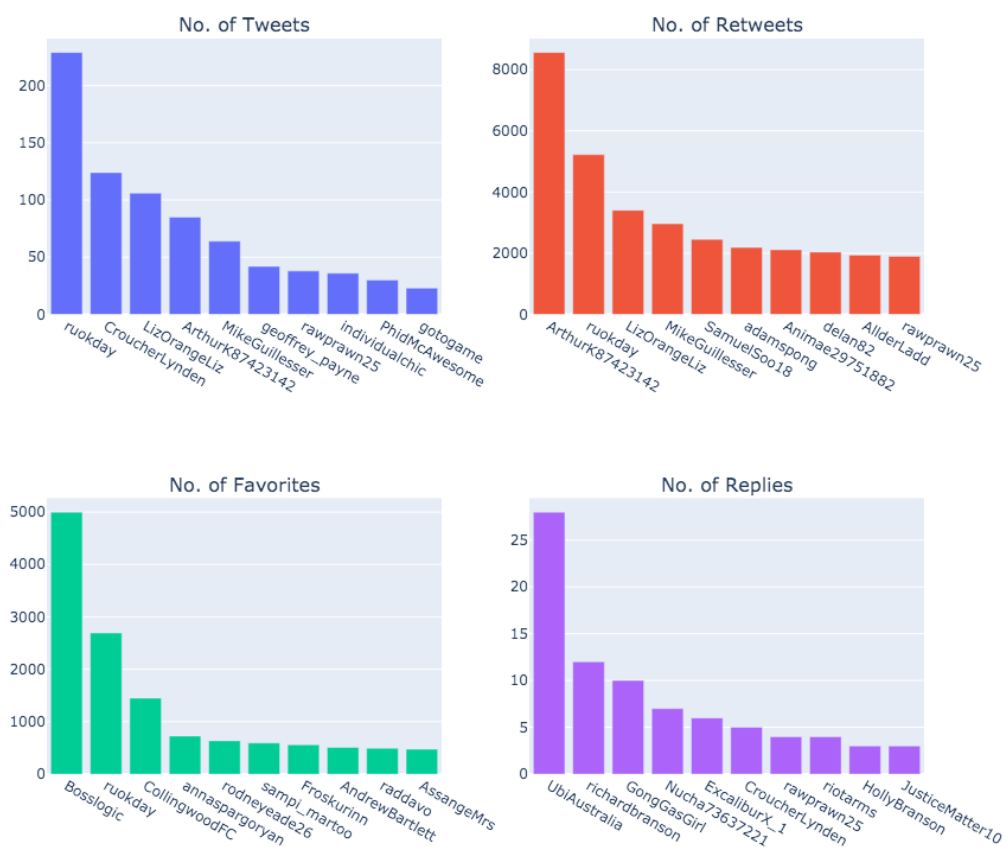 No. of Tweets
200
150
100
50
0
ruokday
CroucherLynden
LizOrangeLiz
ArthurK87423142
MikeGuillesser
geoffrey_payne
rawprawn25
individualchic
PhidMcAwesome
gotogame
No. of Retweets
8000
6000
4000
2000
0
ArthurK87423142
ruokday
LizOrangeLiz
MikeGuillesser
SamuelSoo18
adamspong
Animae29751882
delan82
AllderLadd
rawprawn25
No. of Favorites
5000
4000
3000
2000
1000
0
Bosslogic
ruokday
CollingwoodFC
annaspargoryan
rodneyeade26
sampi_martoo
Froskurinn
AndrewBartlett
raddavo
AssangeMrs
No. of Replies
25
20
15
10
5
0
UbiAustralia
richardbranson
GongGasGirl
Nucha73637221
ExcaliburX_1
CroucherLynden
rawprawn25
riotarms
HollyBranson
JusticeMatter10